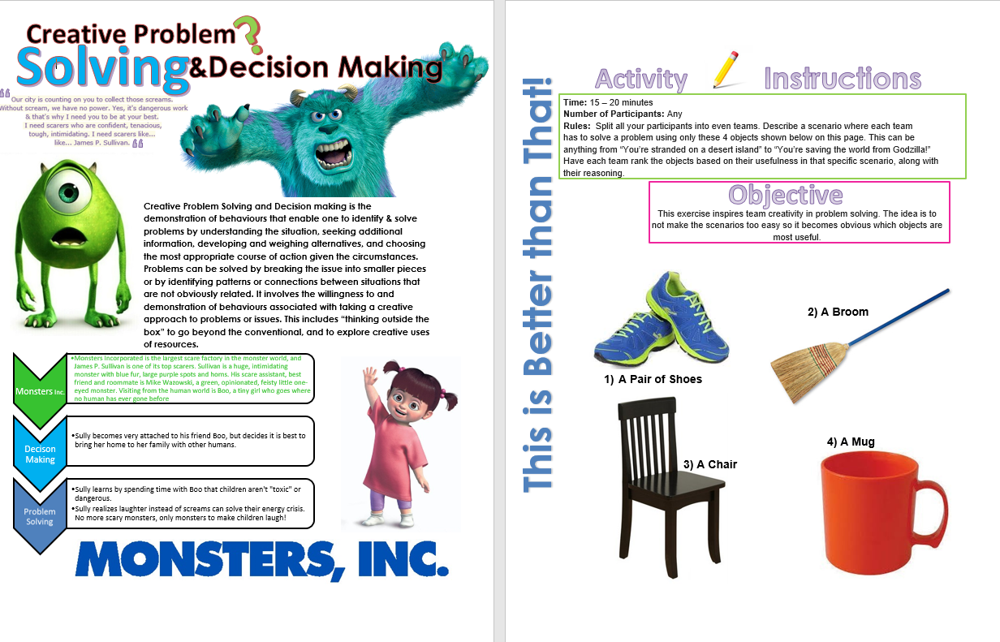 Creative Problem?
Solving &Decision Making
““ Our city is counting on you to collect those screams.
Without scream, we have no power. Yes, it's dangerous work
& that's why I need you to be at your best.
I need scarers who are confident, tenacious,
tough, intimidating. I need scarers like...
like... James P. Sullivan. ””
Creative Problem Solving and Decision making is the
demonstration of behaviours that enable one to identify & solve
problems by understanding the situation, seeking additional
information, developing and weighing alternatives, and choosing
the most appropriate course of action given the circumstances.
Problems can be solved by breaking the issue into smaller pieces
or by identifying patterns or connections between situations that
are not obviously related. It involves the willingness to and
demonstration of behaviours associated with taking a creative
approach to problems or issues. This includes “thinking outside the
box” to go beyond the conventional, and to explore creative uses
of resources.
Monsters Inc.
•Monsters Incorporated is the largest scare factory in the monster world, and
James P. Sullivan is one of its top scarers. Sullivan is a huge, intimidating
monster with blue fur, large purple spots and horns. His scare assistant, best
friend and roommate is Mike Wazowski, a green, opinionated, feisty little one-
eyed monster. Visiting from the human world is Boo, a tiny girl who goes where
no human has ever gone before
Decison
Making
•Sully becomes very attached to his friend Boo, but decides it is best to
bring her home to her family with other humans.
Problem
Solving
•Sully learns by spending time with Boo that children aren't "toxic" or
dangerous.
•Sully realizes laughter instead of screams can solve their energy crisis.
No more scary monsters, only monsters to make children laugh!
MONSTERS, INC.
This is Better than That!
Activity Instructions
Time: 15 – 20 minutes
Number of Participants: Any
Rules: Split all your participants into even teams. Describe a scenario where each team
has to solve a problem using only these 4 objects shown below on this page. This can be
anything from “You’re stranded on a desert island” to “You’re saving the world from Godzilla!”
Have each team rank the objects based on their usefulness in that specific scenario, along with
their reasoning.
Objective
This exercise inspires team creativity in problem solving. The idea is to
not make the scenarios too easy so it becomes obvious which objects are
most useful.
1) A Pair of Shoes
2) A Broom
3) A Chair
4) A Mug